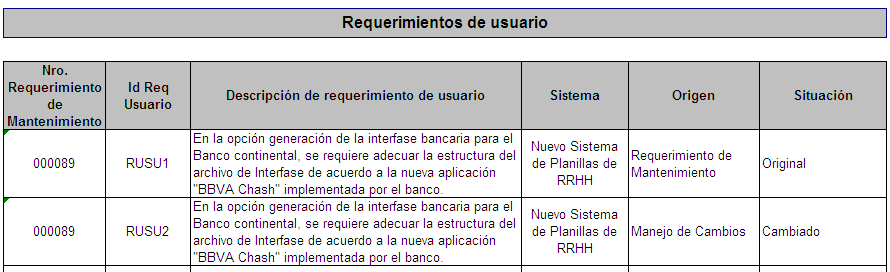 Requerimientos de usuario
Nro.
Requerimiento
de
Mantenimiento
Id Req
Usuario
Descripción de requerimiento de usuario
Sistema
Origen
Situación
000089
RUSU1
En la opción generación de la interfase bancaria para el
Banco continental, se requiere adecuar la estructura del
archivo de Interfase de acuerdo a la nueva aplicación
"BBVA Chash" implementada por el banco.
Nuevo Sistema
de Planillas de
RRHH
Requerimiento de
Mantenimiento
Original
000089
RUSU2
En la opción generación de la interfase bancaria para el
Banco continental, se requiere adecuar la estructura del
archivo de Interfase de acuerdo a la nueva aplicación
"BBVA Chash" implementada por el banco.
Nuevo Sistema
de Planillas de
RRHH
Manejo de Cambios
Cambiado